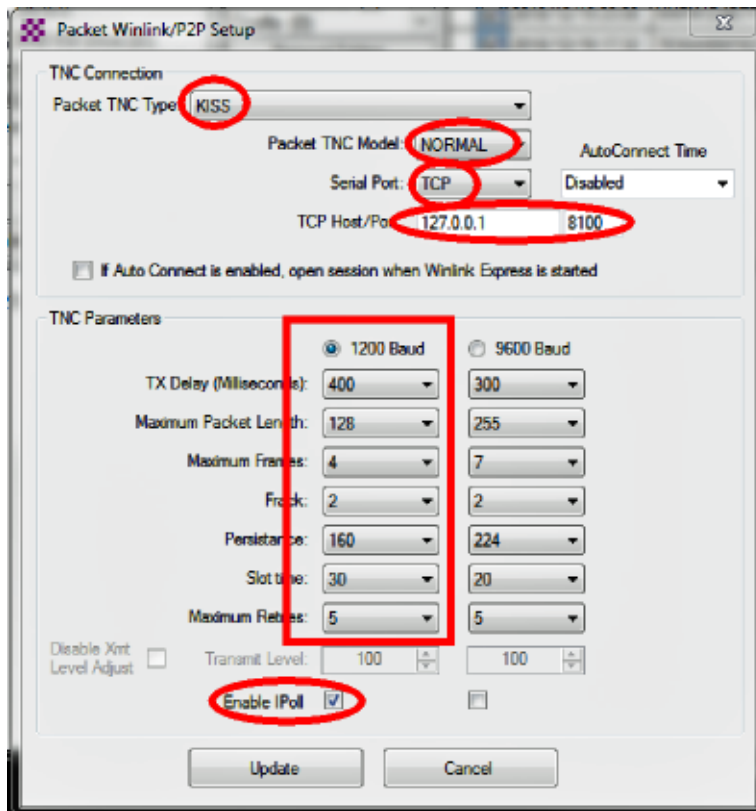 Packet Winlink/P2P Setup
TNC Connection
Packet TNC Type: KISS
Packet TNC Model: NORMAL
AutoConnect Time
Serial Port: TCP Disabled
TCP Host/Port 127.0.0.1 8100
If Auto Connect is enabled, open session when Winlink Express is started
TNC Parameters
1200 Baud 9600 Baud
TX Delay (Miliseconds): 400 300
Maximum Packet Length: 128 255
Maximum Frames: 4 7
Frack: 2 2
Persistance: 160 224
Slot time: 30 20
Maximum Retries: 5 5
Disable Xmt
Level Adjust
Transmit Level: 100 100
Enable IPoll
Update Cancel